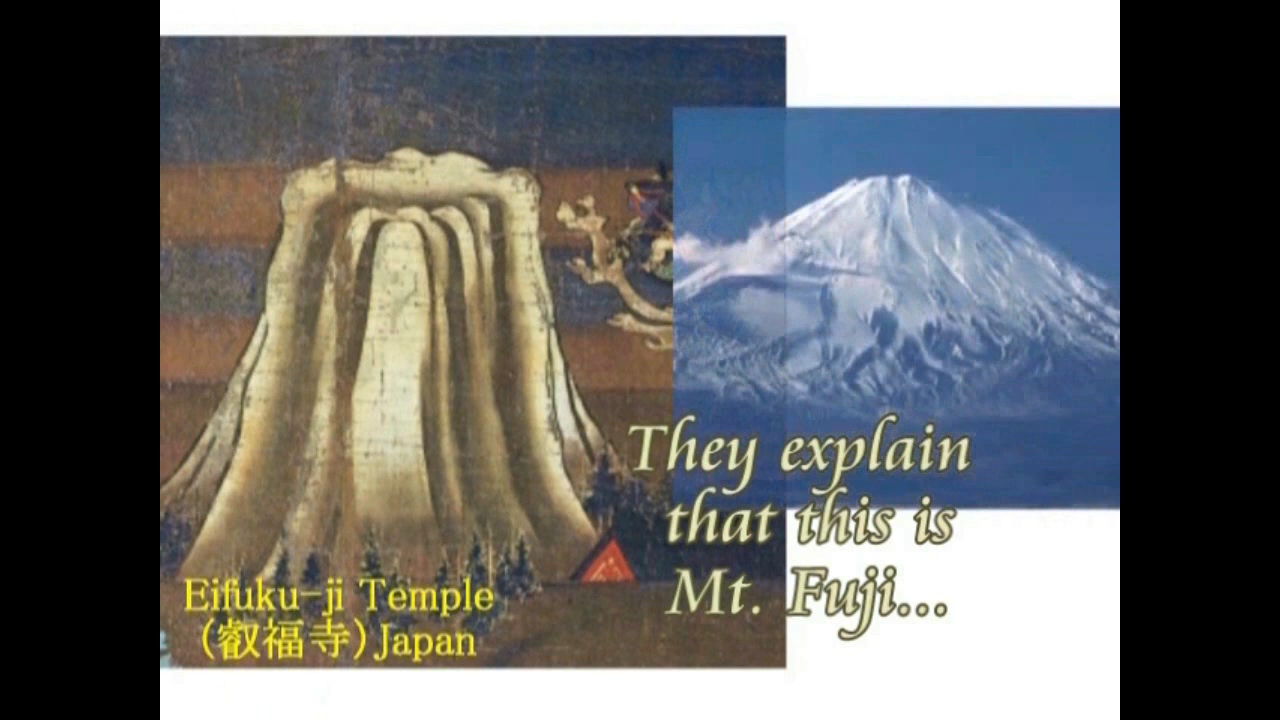 They explain
that this is
Mt. Fuji...
Eifuku-ji Temple
(叡福寺)Japan